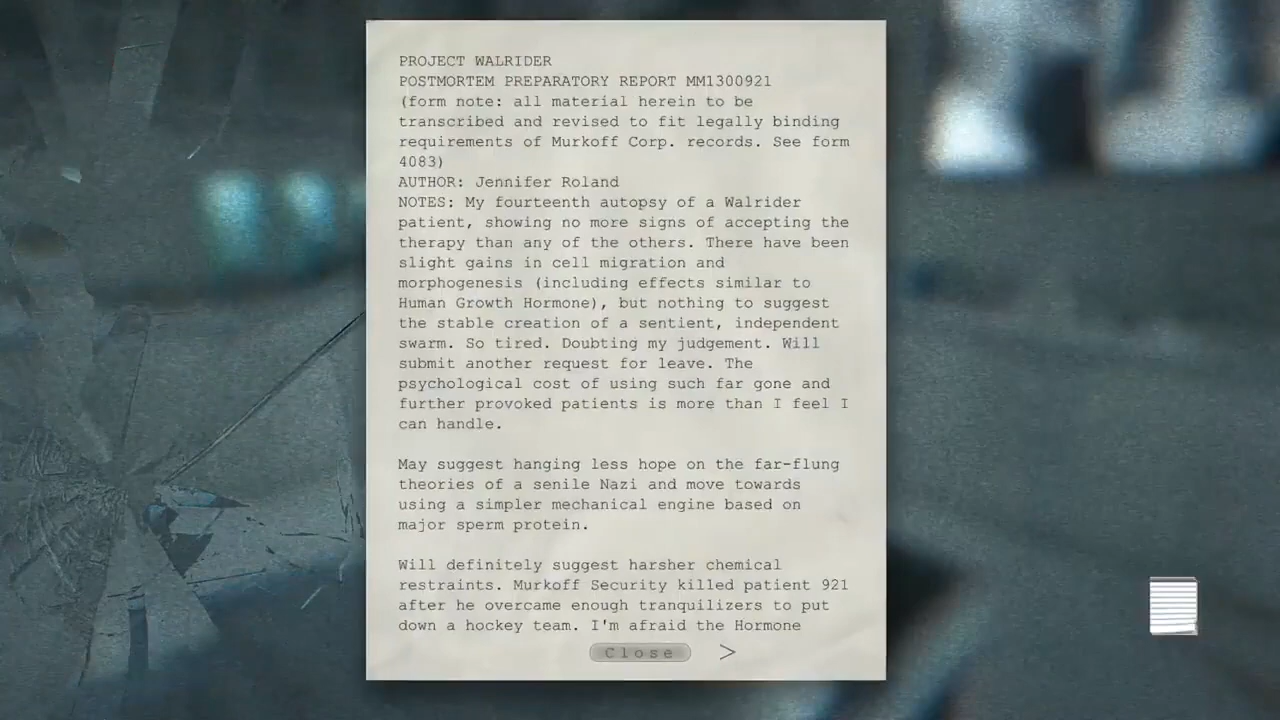 PROJECT WALRIDER
POSTMORTEM PREPARATORY REPORT MM1300921
(form note: all material herein to be
transcribed and revised to fit legally binding
requirements of Murkoff Corp. records. See form
4083)
AUTHOR: Jennifer Roland
NOTES: My fourteenth autopsy of a Walrider
patient, showing no more signs of accepting the
therapy than any of the others. There have been
slight gains in cell migration and
morphogenesis (including effects similar to
Human Growth Hormone), but nothing to suggest
the stable creation of a sentient, independent
swarm. So tired. Doubting my judgement. Will
submit another request for leave. The
psychological cost of using such far gone and
further provoked patients is more than I feel I
can handle.
May suggest hanging less hope on the far-flung
theories of a senile Nazi and move towards
using a simpler mechanical engine based on
major sperm protein.
Will definitely suggest harsher chemical
restraints. Murkoff Security killed patient 921
after he overcame enough tranquilizers to put
down a hockey team. I'm afraid the Hormone
Close >